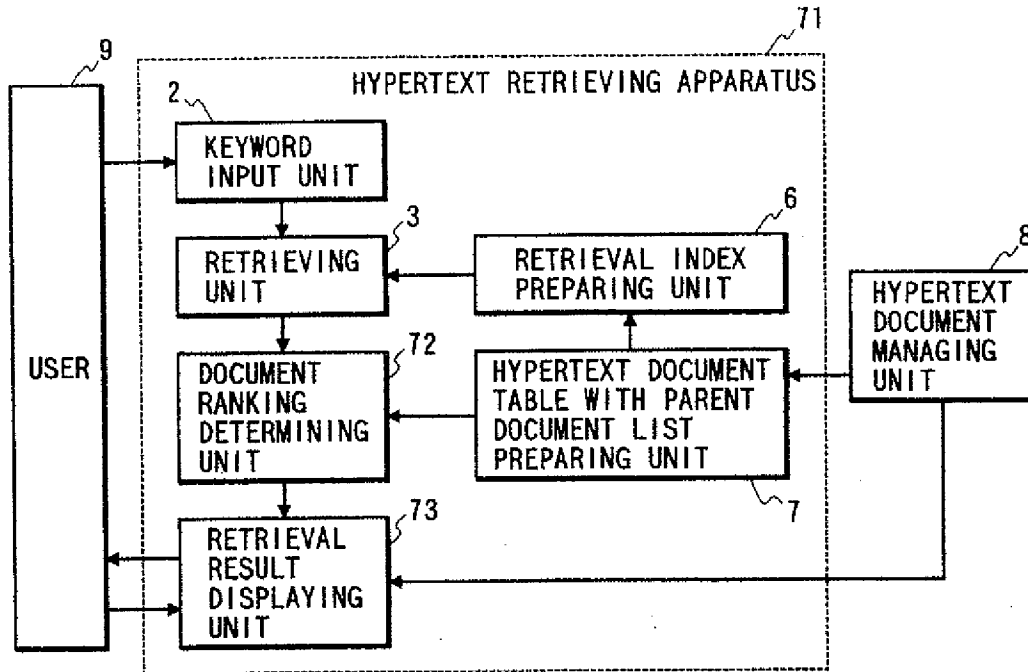 71
9
HYPERTEXT RETRIEVING APPARATUS
2
KEYWORD
INPUT UNIT
3
RETRIEVING
UNIT
6
RETRIEVAL INDEX
PREPARING UNIT
8
HYPERTEXT
DOCUMENT
MANAGING
UNIT
USER
72
DOCUMENT
RANKING
DETERMINING
UNIT
HYPERTEXT DOCUMENT
TABLE WITH PARENT
DOCUMENT LIST
PREPARING UNIT
7
73
RETRIEVAL
RESULT
DISPLAYING
UNIT